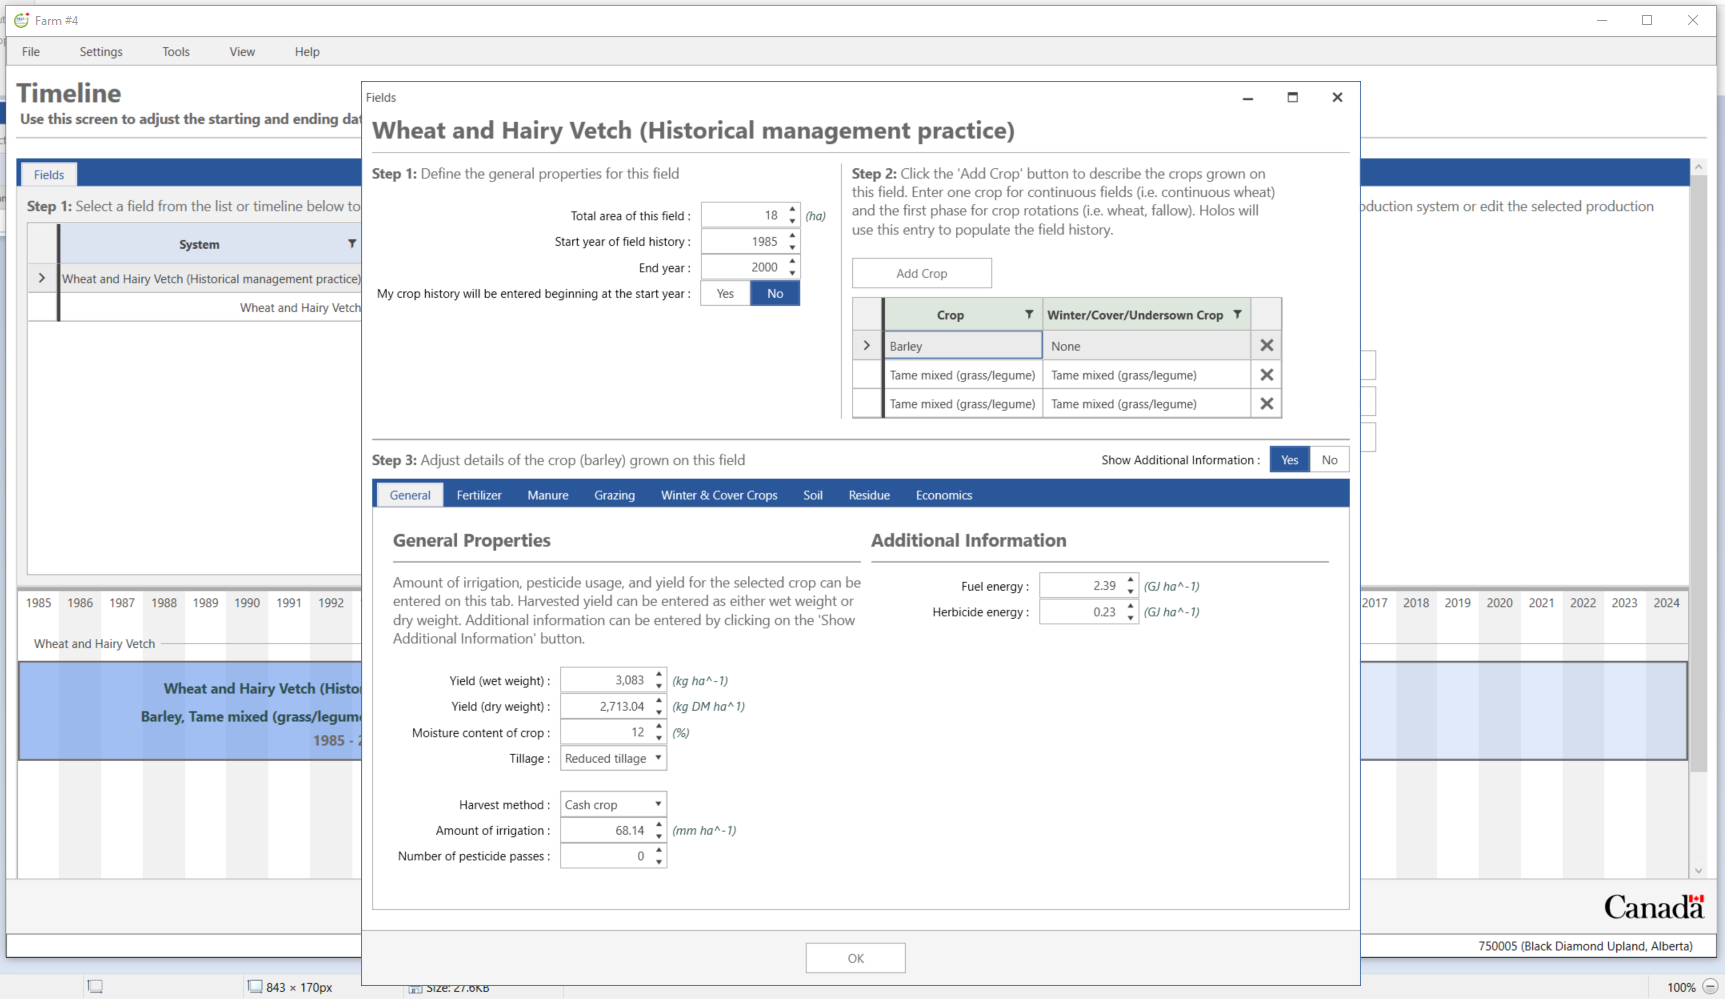 Farm #4
File Settings Tools View Help
Timeline
Use this screen to adjust the starting and ending dat
Fields
Step 1: Select a field from the list or timeline below to
System
Wheat and Hairy Vetch (Historical management practice)
Wheat and Hairy Vetch
oduction system or edit the selected production
Fields
Wheat and Hairy Vetch (Historical management practice)
Step 1: Define the general properties for this field
Total area of this field : 18 (ha)
Start year of field history : 1985
End year : 2000
My crop history will be entered beginning at the start year : Yes No
Step 2: Click the 'Add Crop' button to describe the crops grown on
this field. Enter one crop for continuous fields (i.e. continuous wheat)
and the first phase for crop rotations (i.e. wheat, fallow). Holos will
use this entry to populate the field history.
Add Crop
Crop Winter/Cover/Undersown Crop
Barley None
Tame mixed (grass/legume) Tame mixed (grass/legume)
Tame mixed (grass/legume) Tame mixed (grass/legume)
Step 3: Adjust details of the crop (barley) grown on this field
Show Additional Information : Yes No
General Fertilizer Manure Grazing Winter & Cover Crops Soil Residue Economics
General Properties
Amount of irrigation, pesticide usage, and yield for the selected crop can be
entered on this tab. Harvested yield can be entered as either wet weight or
dry weight. Additional information can be entered by clicking on the 'Show
Additional Information' button.
Yield (wet weight) : 3,083 (kg ha^-1)
Yield (dry weight) : 2,713.04 (kg DM ha^1)
Moisture content of crop : 12 (%)
Tillage : Reduced tillage
Harvest method : Cash crop
Amount of irrigation : 68.14 (mm ha^-1)
Number of pesticide passes : 0
Additional Information
Fuel energy : 2.39 (GJ ha^-1)
Herbicide energy : 0.23 (GJ ha^-1)
OK
1985 1986 1987 1988 1989 1990 1991 1992
2017 2018 2019 2020 2021 2022 2023 2024
Wheat and Hairy Vetch
Wheat and Hairy Vetch (Histo
Barley, Tame mixed (grass/legume
1985 - 2
Canada
750005 (Black Diamond Upland, Alberta)
843 × 170px
Size: 27.6KB
100%